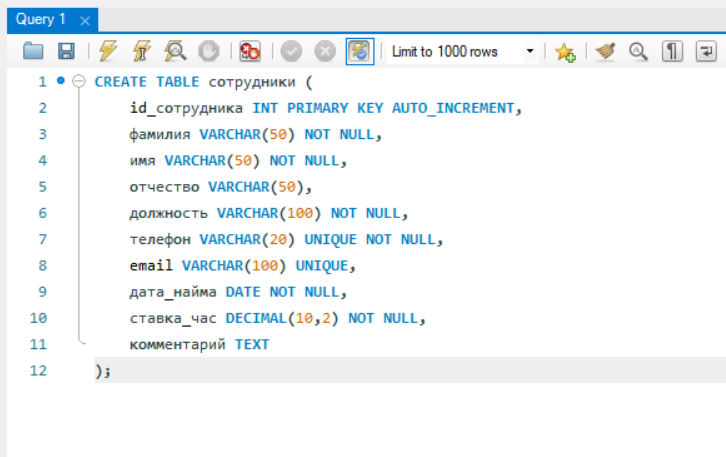 Query 1
Limit to 1000 rows
1 CREATE TABLE сотрудники (
2 id_сотрудника INT PRIMARY KEY AUTO_INCREMENT,
3 фамилия VARCHAR(50) NOT NULL,
4 имя VARCHAR(50) NOT NULL,
5 отчество VARCHAR(50),
6 должность VARCHAR(100) NOT NULL,
7 телефон VARCHAR(20) UNIQUE NOT NULL,
8 email VARCHAR(100) UNIQUE,
9 дата_найма DATE NOT NULL,
10 ставка_час DECIMAL(10,2) NOT NULL,
11 комментарий TEXT
12 );